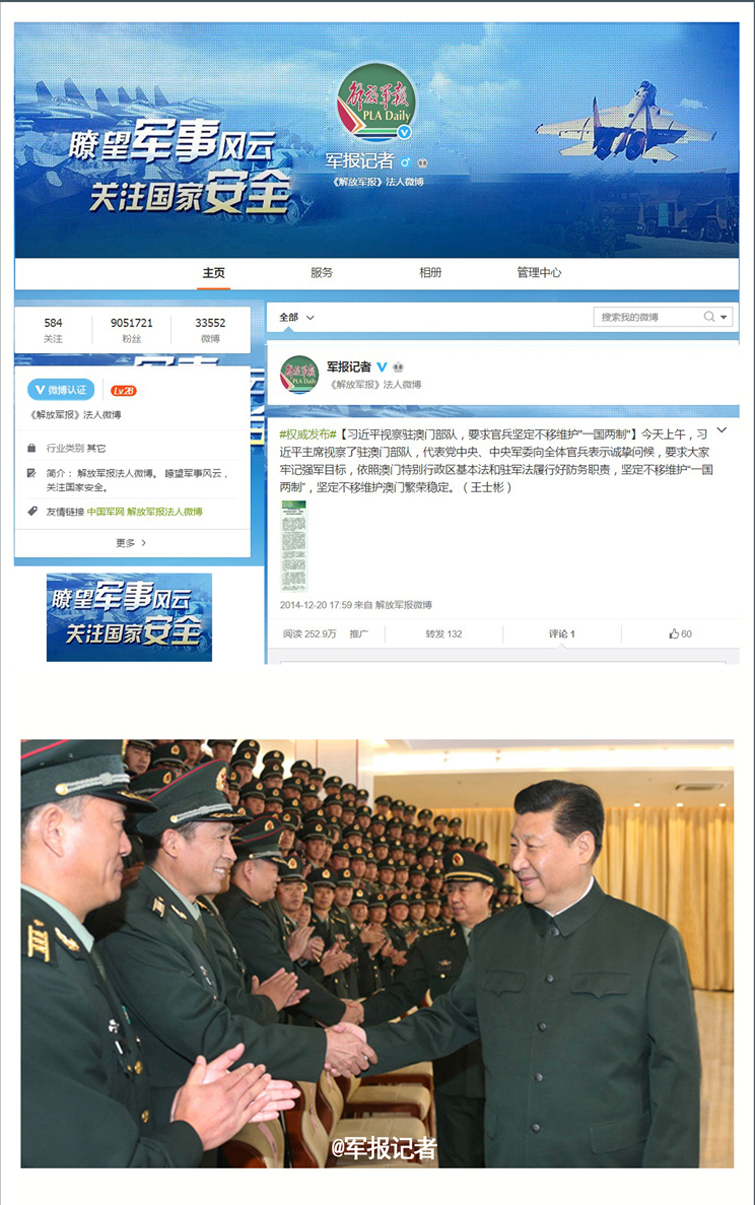 解放军报
PLA Daily
瞭望军事风云
关注国家安全
军报记者
《解放军报》法人微博
主页 服务 相册 管理中心
584 9051721 33552
关注 粉丝 微博
微博认证 Lv28
《解放军报》法人微博
行业类别 其它
简介： 解放军报法人微博。 瞭望军事风云，
关注国家安全。
友情链接 中国军网 解放军报法人微博
更多
瞭望军事风云
关注国家安全
全部 搜索我的微博
军报记者
《解放军报》法人微博
#权威发布#【习近平视察驻澳门部队，要求官兵坚定不移维护“一国两制”】今天上午，习
近平主席视察了驻澳门部队，代表党中央、中央军委向全体官兵表示诚挚问候，要求大家
牢记强军目标，依照澳门特别行政区基本法和驻军法履行好防务职责，坚定不移维护“一国
两制”，坚定不移维护澳门繁荣稳定。（王士彬）
2014-12-20 17:59 来自 解放军报微博
阅读 252.9万 推广 转发 132 评论 1 60
@军报记者